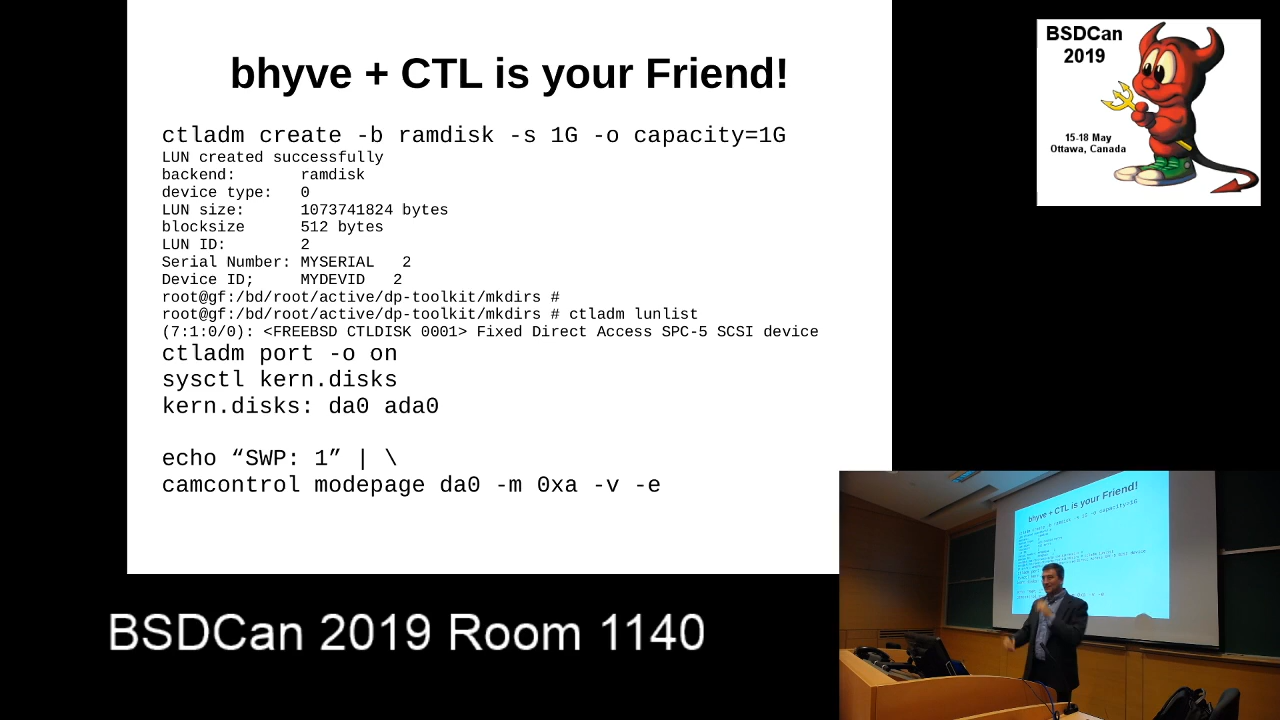 bhyve + CTL is your Friend!
ctladm create -b ramdisk -s 1G -o capacity=1G
LUN created successfully
backend:       ramdisk
device type:   0
LUN size:      1073741824 bytes
blocksize      512 bytes
LUN ID:        2
Serial Number: MYSERIAL   2
Device ID;     MYDEVID   2
root@gf:/bd/root/active/dp-toolkit/mkdirs #
root@gf:/bd/root/active/dp-toolkit/mkdirs # ctladm lunlist
(7:1:0/0): <FREEBSD CTLDISK 0001> Fixed Direct Access SPC-5 SCSI device
ctladm port -o on
sysctl kern.disks
kern.disks: da0 ada0
echo “SWP: 1” | \
camcontrol modepage da0 -m 0xa -v -e
BSDCan
2019
15-18 May
Ottawa, Canada
bhyve + CTL is your Friend!
BSDCan 2019 Room 1140